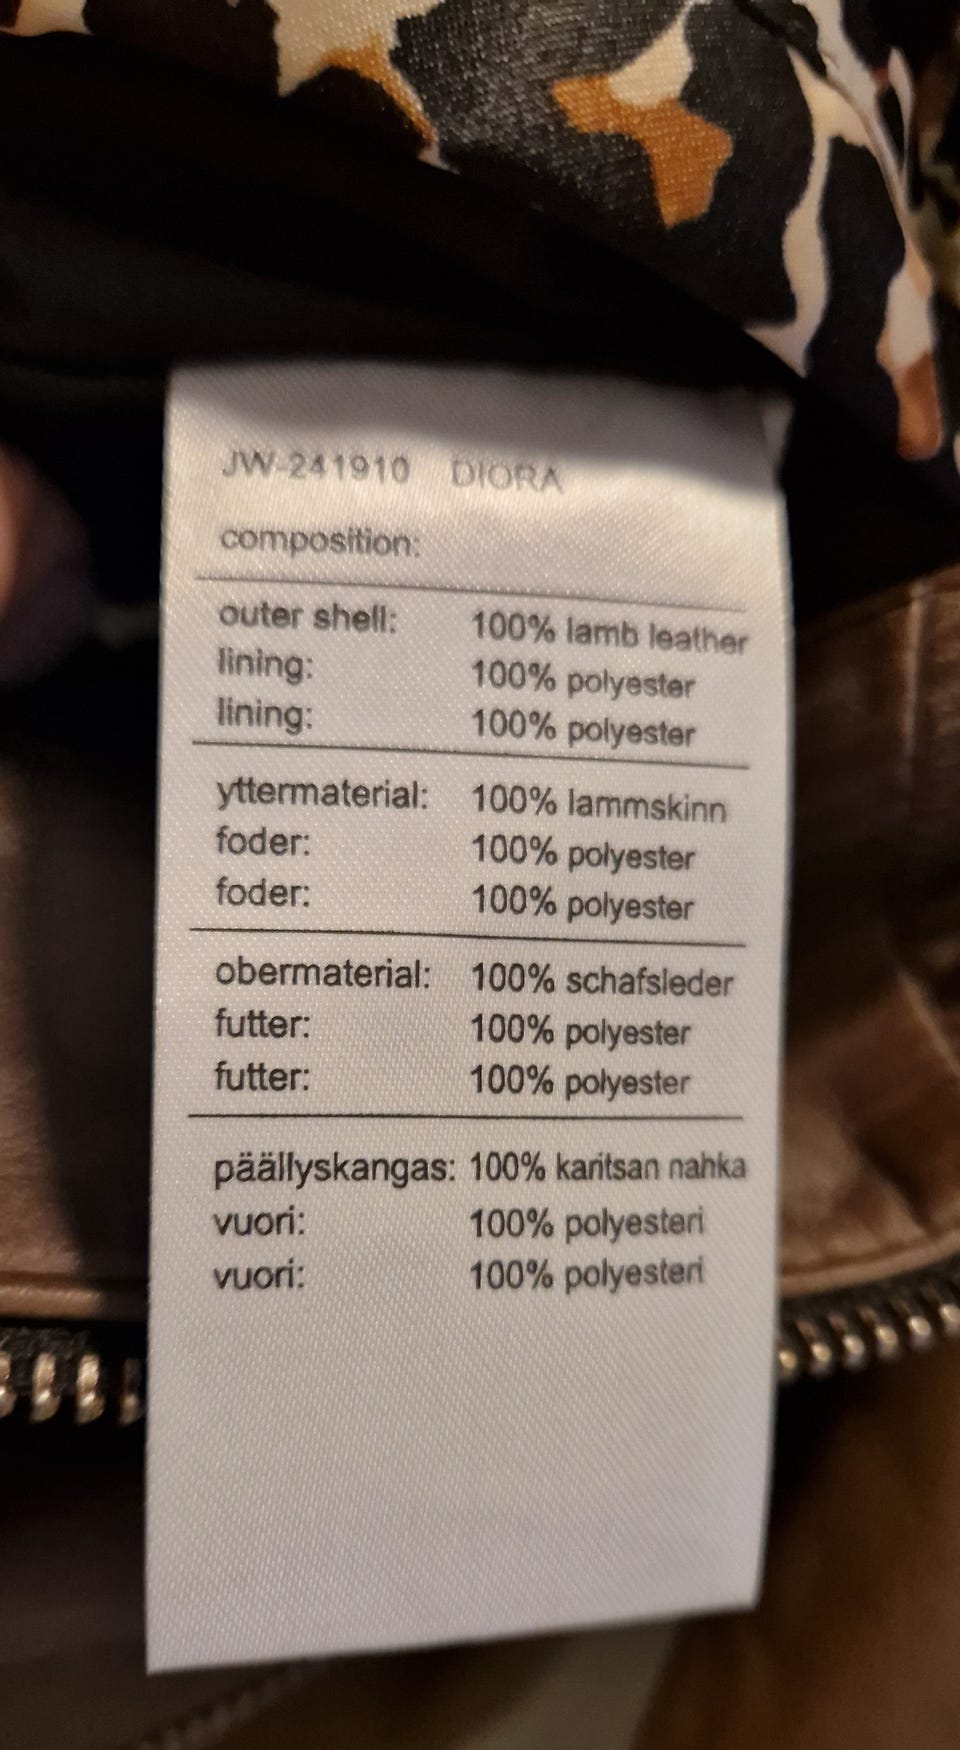 JW-241910 DIORA
composition:
outer shell: 100% lamb leather
lining: 100% polyester
lining: 100% polyester
yttermaterial: 100% lammskinn
foder: 100% polyester
foder: 100% polyester
obermaterial: 100% schafsleder
futter: 100% polyester
futter: 100% polyester
päällyskangas: 100% karitsan nahka
vuori: 100% polyesteri
vuori: 100% polyesteri